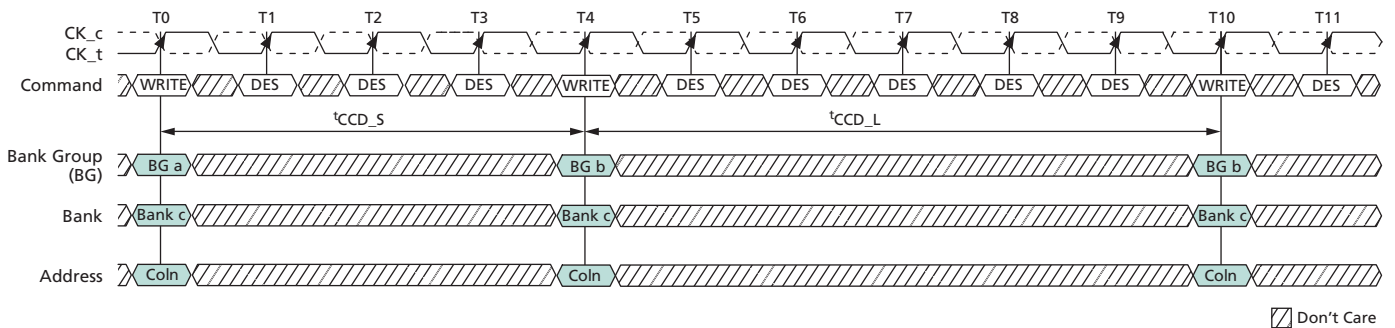 T0 T1 T2 T3 T4 T5 T6 T7 T8 T9 T10 T11
CK_c
CK_t
Command WRITE DES DES DES WRITE DES DES DES DES DES WRITE DES
tCCD_S tCCD_L
Bank Group
(BG) BG a BG b BG b
Bank Bank c Bank c Bank c
Address Coln Coln Coln
Don't Care